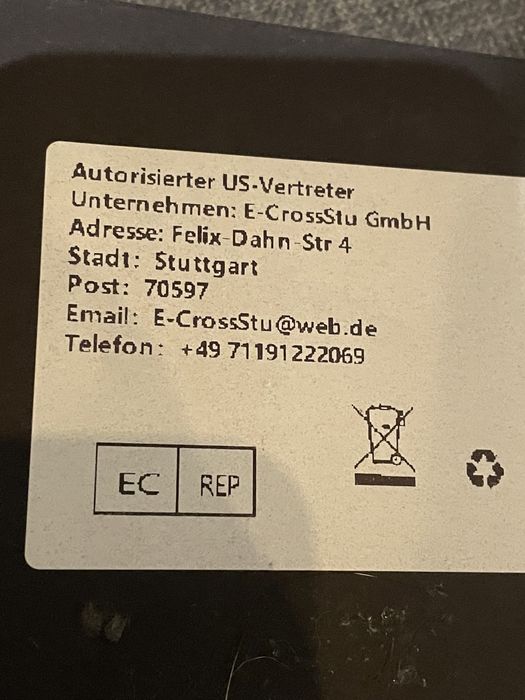 Autorisierter US-Vertreter
Unternehmen: E-CrossStu GmbH
Adresse: Felix-Dahn-Str 4
Stadt: Stuttgart
Post: 70597
Email: E-CrossStu@web.de
Telefon: +49 71191222069
EC REP